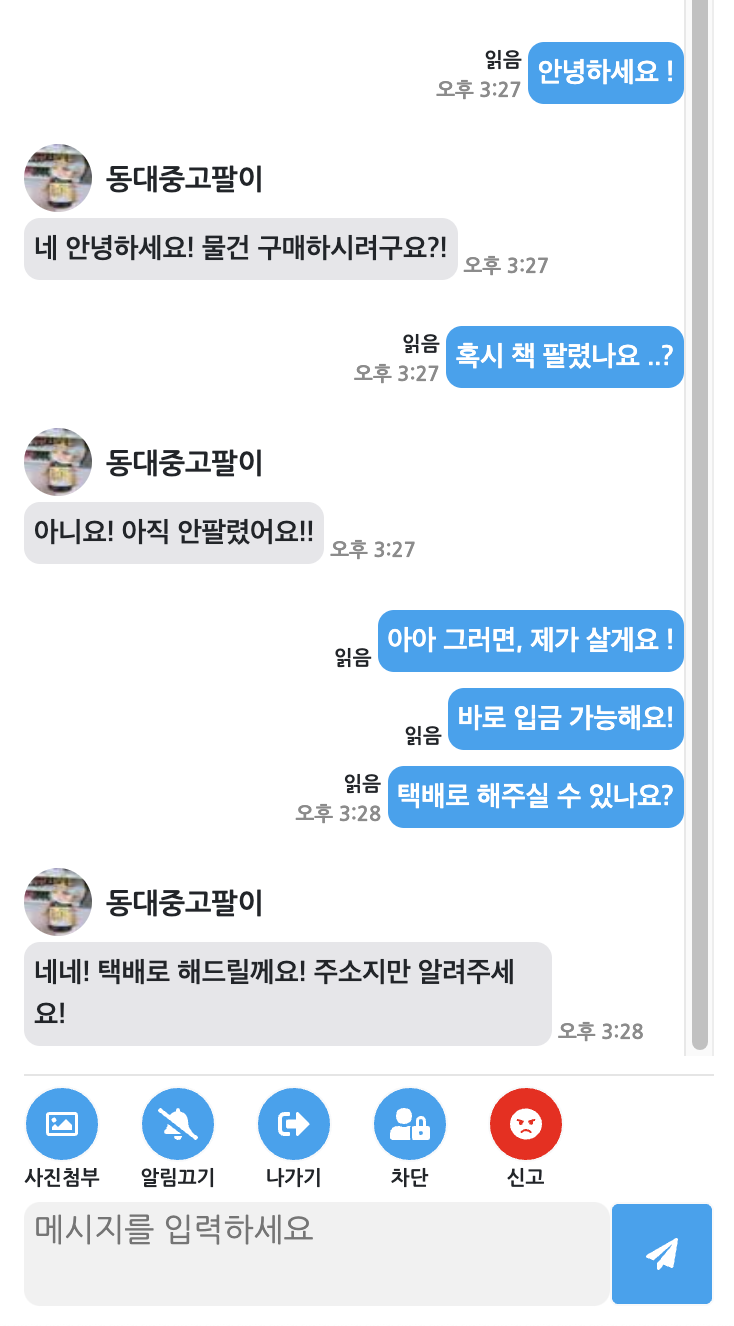 읽음
오후 3:27
안녕하세요 !
동대중고팔이
네 안녕하세요! 물건 구매하시려구요?!
오후 3:27
읽음
오후 3:27
혹시 책 팔렸나요 ..?
동대중고팔이
아니요! 아직 안팔렸어요!!
오후 3:27
읽음
아아 그러면, 제가 살게요 !
읽음
바로 입금 가능해요!
읽음
오후 3:28
택배로 해주실 수 있나요?
동대중고팔이
네네! 택배로 해드릴께요! 주소지만 알려주세
요!
오후 3:28
사진첨부
알림끄기
나가기
차단
신고
메시지를 입력하세요